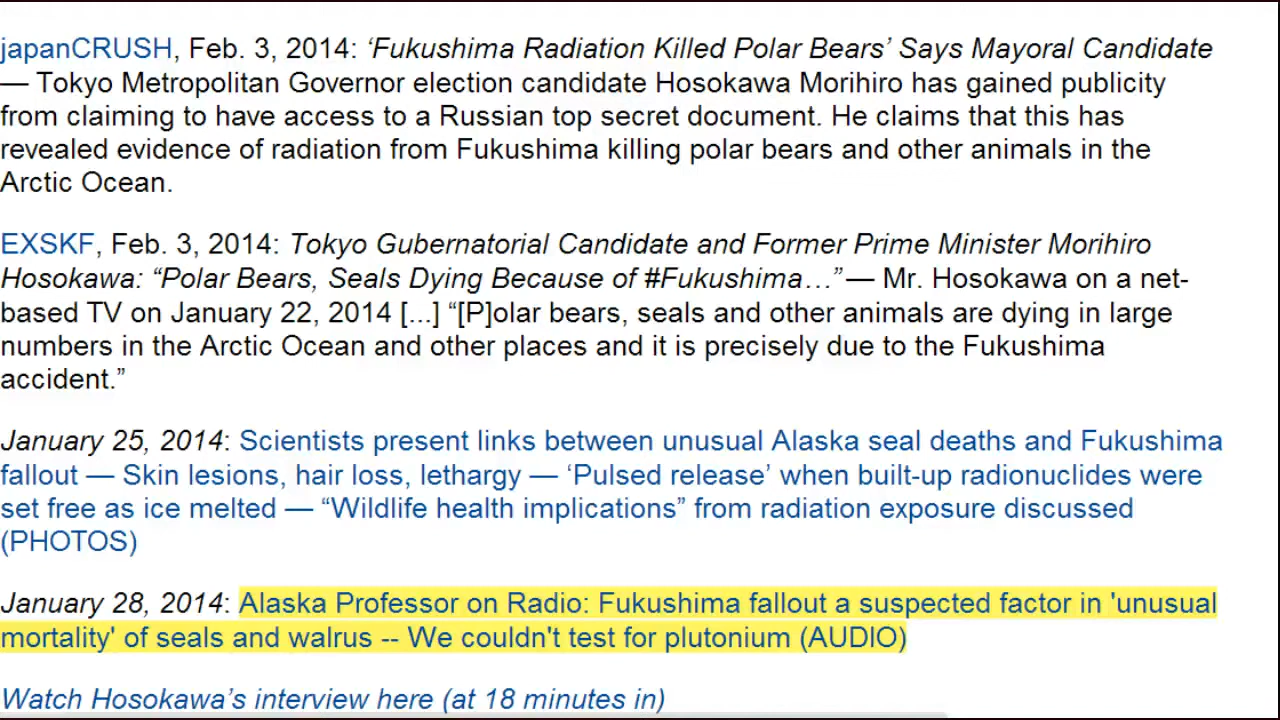 japanCRUSH, Feb. 3, 2014: ‘Fukushima Radiation Killed Polar Bears’ Says Mayoral Candidate
— Tokyo Metropolitan Governor election candidate Hosokawa Morihiro has gained publicity
from claiming to have access to a Russian top secret document. He claims that this has
revealed evidence of radiation from Fukushima killing polar bears and other animals in the
Arctic Ocean.
EXSKF, Feb. 3, 2014: Tokyo Gubernatorial Candidate and Former Prime Minister Morihiro
Hosokawa: “Polar Bears, Seals Dying Because of #Fukushima…” — Mr. Hosokawa on a net-
based TV on January 22, 2014 [...] “[P]olar bears, seals and other animals are dying in large
numbers in the Arctic Ocean and other places and it is precisely due to the Fukushima
accident.”
January 25, 2014: Scientists present links between unusual Alaska seal deaths and Fukushima
fallout — Skin lesions, hair loss, lethargy — ‘Pulsed release’ when built-up radionuclides were
set free as ice melted — “Wildlife health implications” from radiation exposure discussed
(PHOTOS)
January 28, 2014: Alaska Professor on Radio: Fukushima fallout a suspected factor in 'unusual
mortality' of seals and walrus -- We couldn't test for plutonium (AUDIO)
Watch Hosokawa’s interview here (at 18 minutes in)